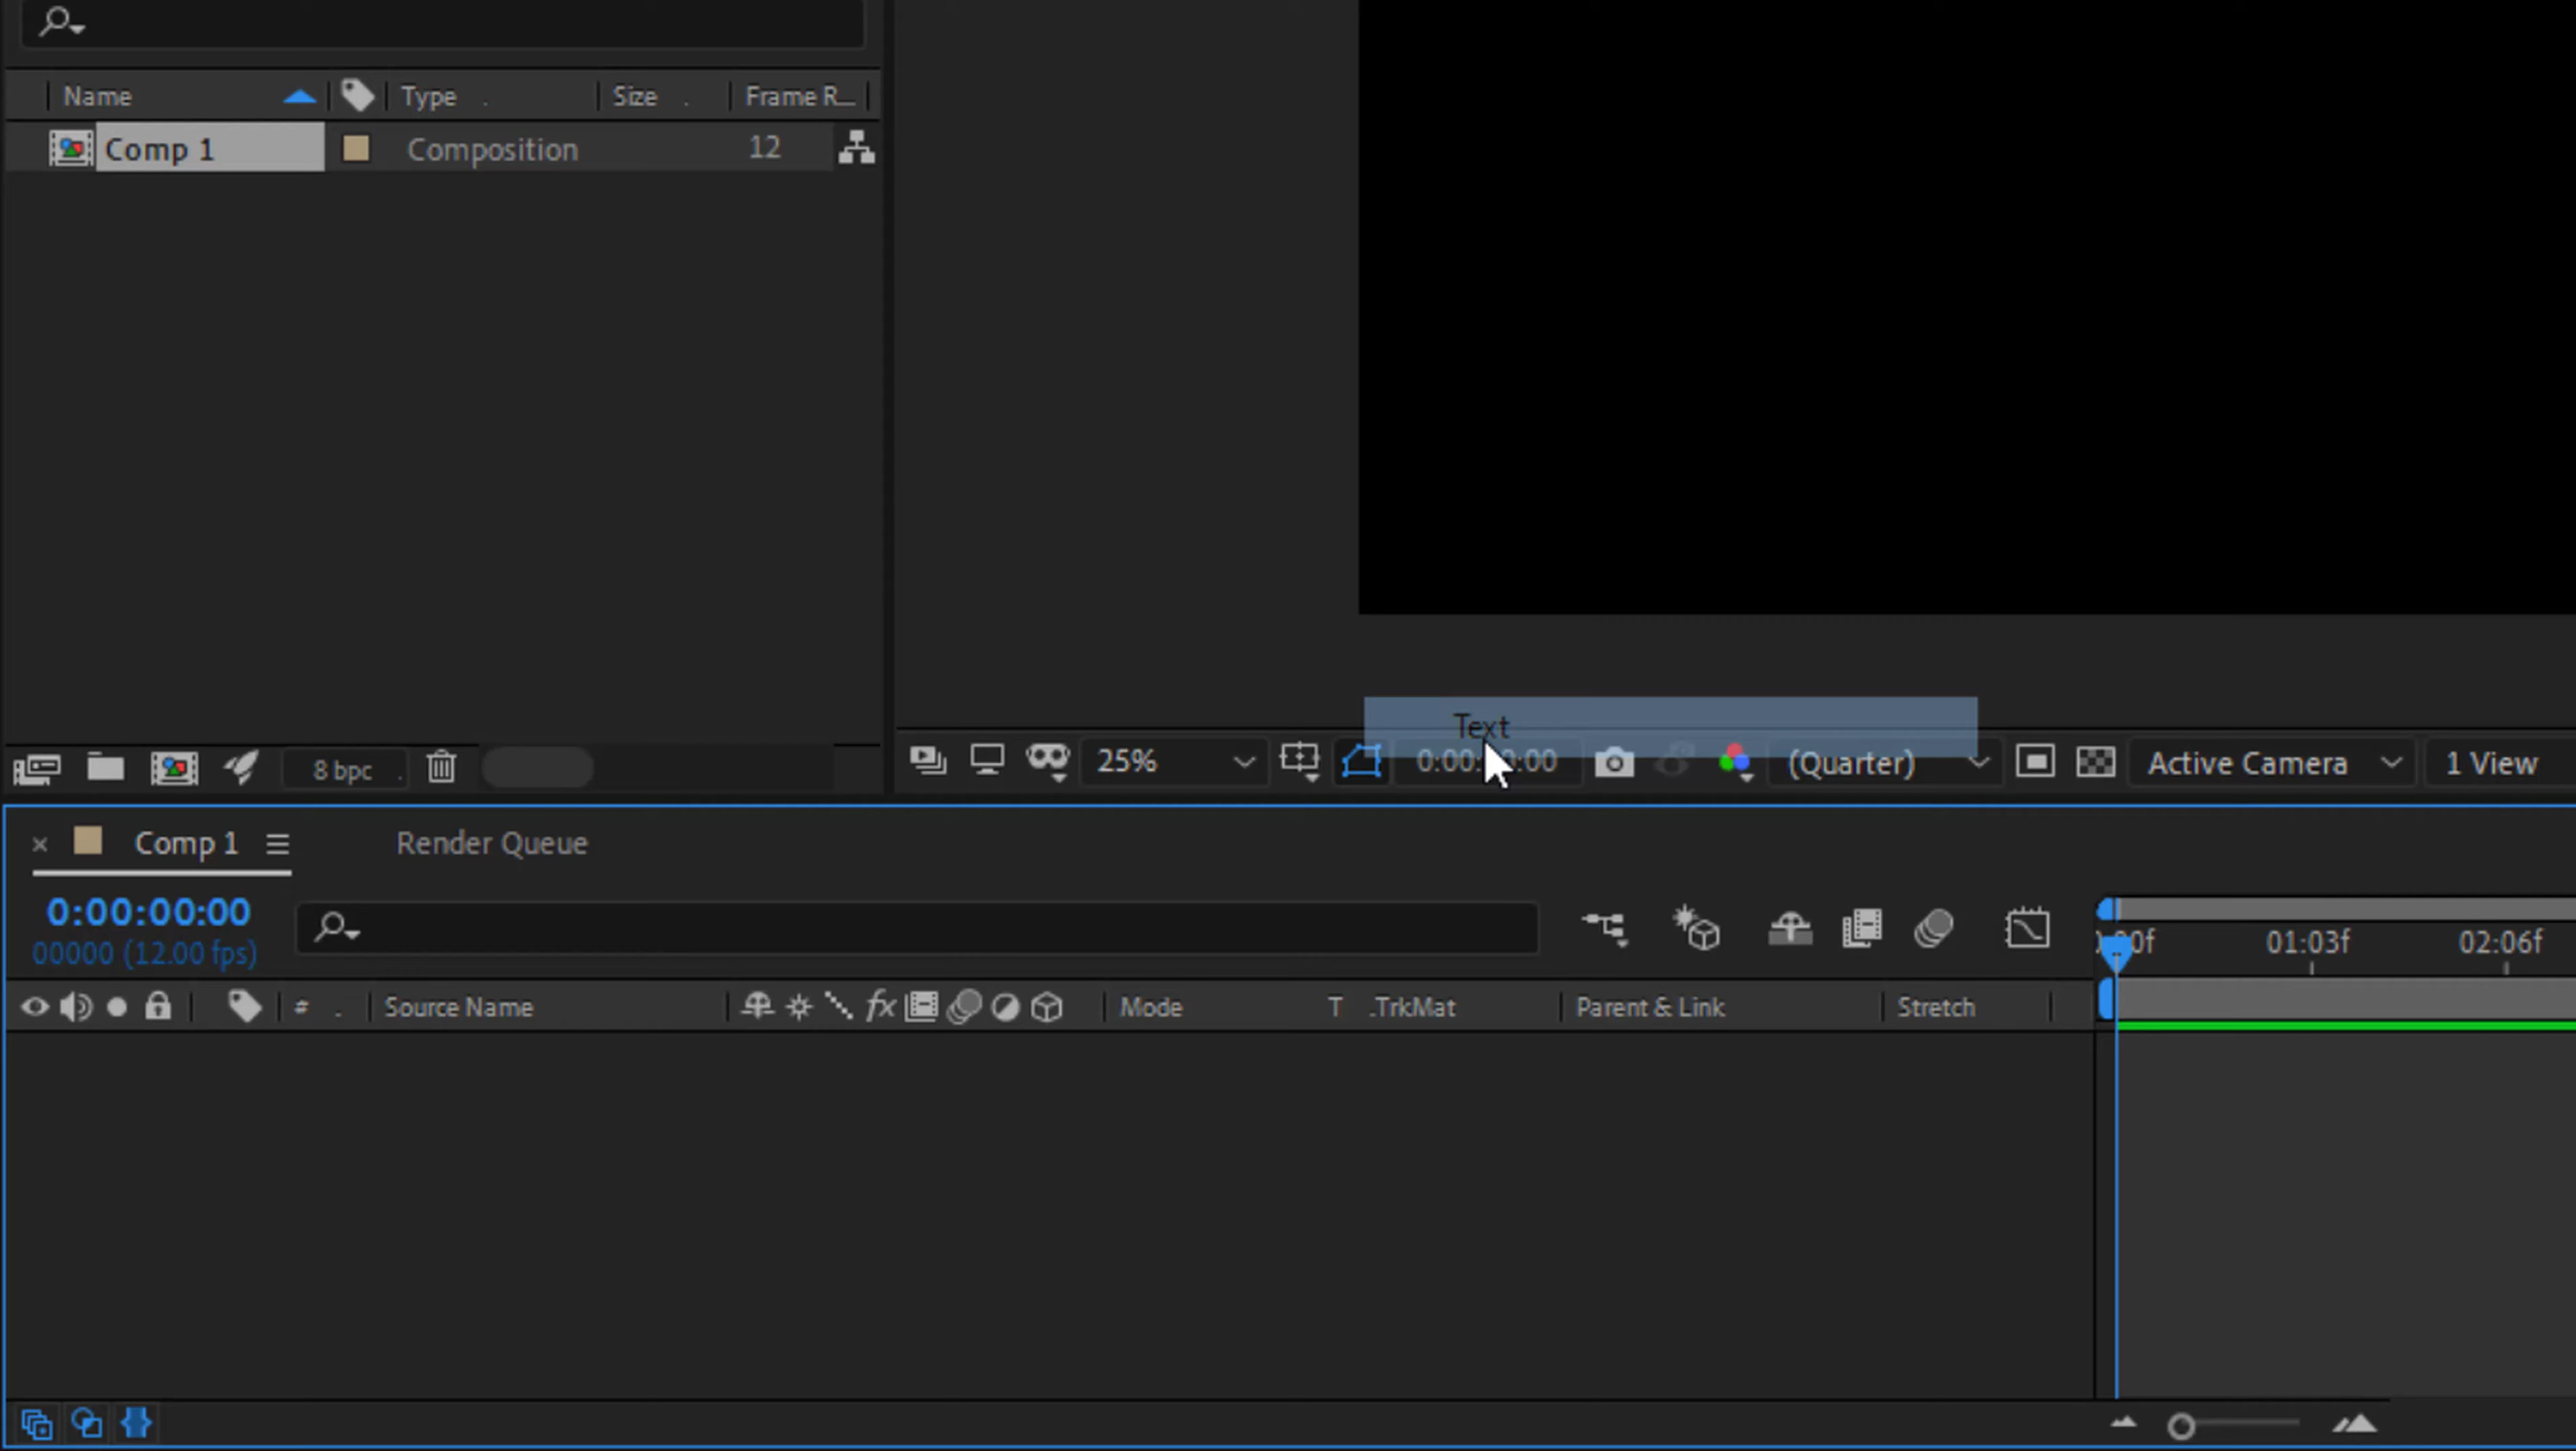 Name Type . Size . Frame R...
Comp 1 Composition 12
Text
8 bpc . 25% (Quarter) Active Camera 1 View
Comp 1 Render Queue
0:00:00:00
00000 (12.00 fps)
00f 01:03f 02:06f
# . Source Name fx Mode T .TrkMat Parent & Link Stretch